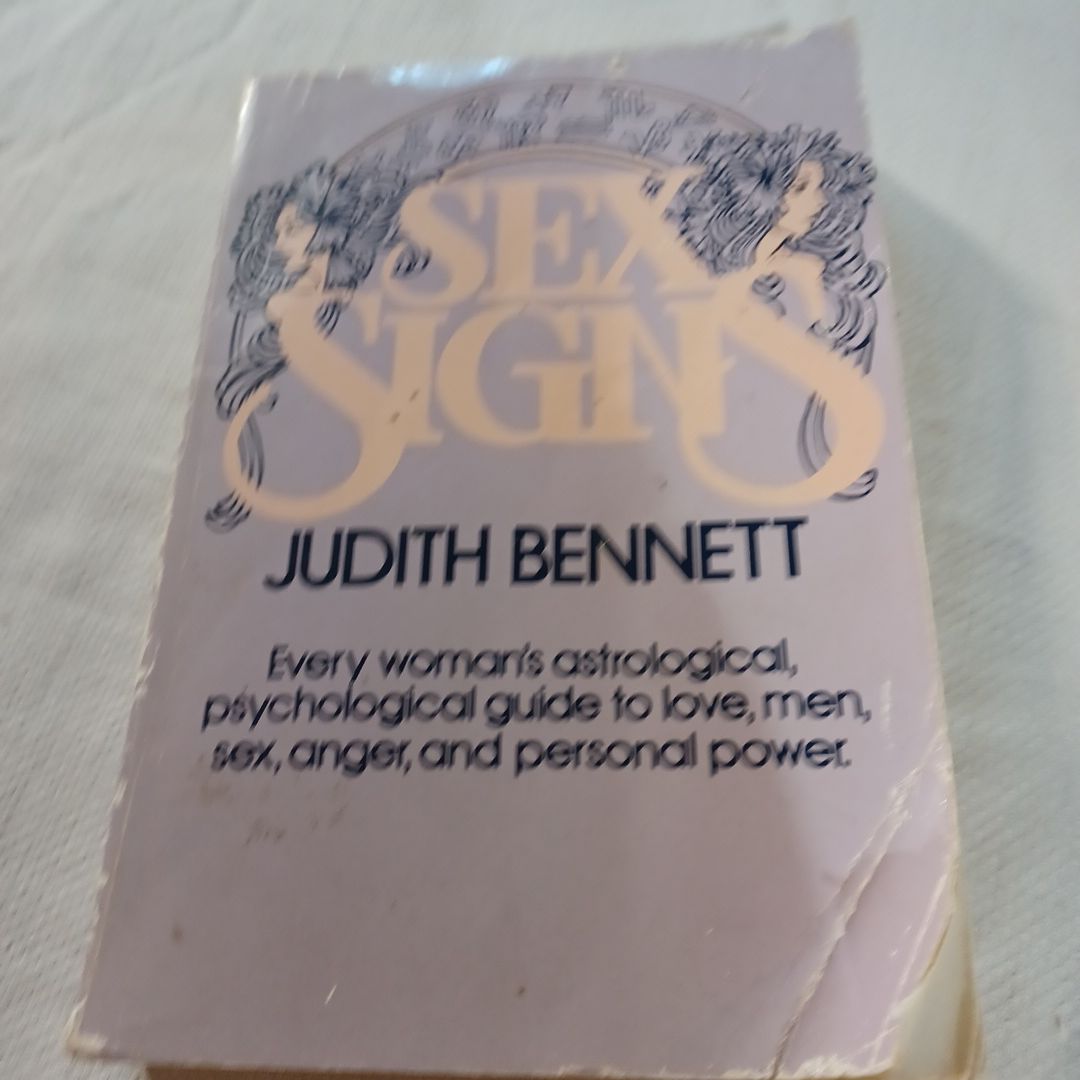 SEX
SIGNS
JUDITH BENNETT
Every woman's astrological,
psychological guide to love, men,
sex, anger, and personal power.